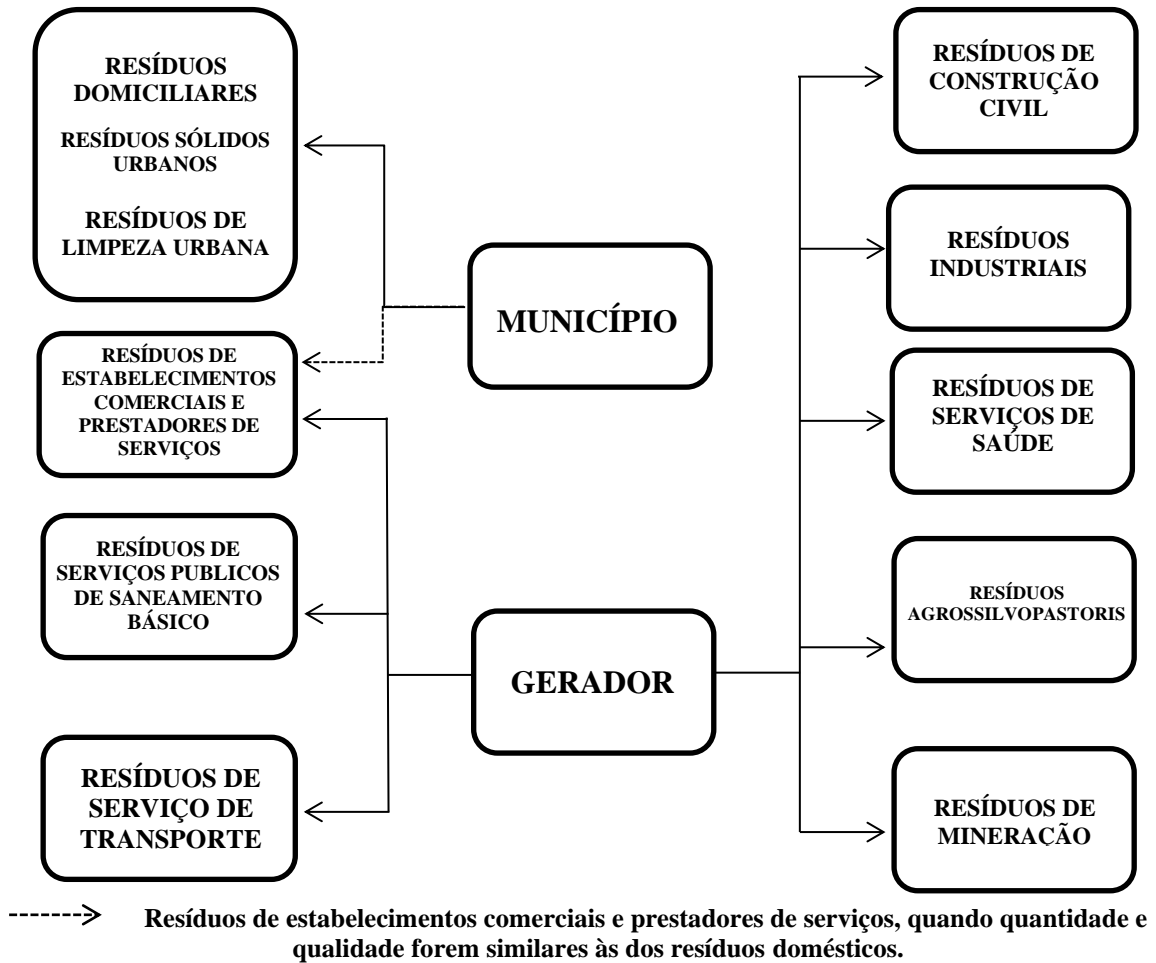 RESÍDUOS
DOMICILIARES
RESÍDUOS SÓLIDOS
URBANOS
RESÍDUOS DE
LIMPEZA URBANA
RESÍDUOS DE
ESTABELECIMENTOS
COMERCIAIS E
PRESTADORES DE
SERVIÇOS
RESÍDUOS DE
SERVIÇOS PUBLICOS
DE SANEAMENTO
BÁSICO
RESÍDUOS DE
SERVIÇO DE
TRANSPORTE
MUNICÍPIO
GERADOR
RESÍDUOS DE
CONSTRUÇÃO
CIVIL
RESÍDUOS
INDUSTRIAIS
RESÍDUOS DE
SERVIÇOS DE
SAÚDE
RESÍDUOS
AGROSSILVOPASTORIS
RESÍDUOS DE
MINERAÇÃO
Resíduos de estabelecimentos comerciais e prestadores de serviços, quando quantidade e
qualidade forem similares às dos resíduos domésticos.